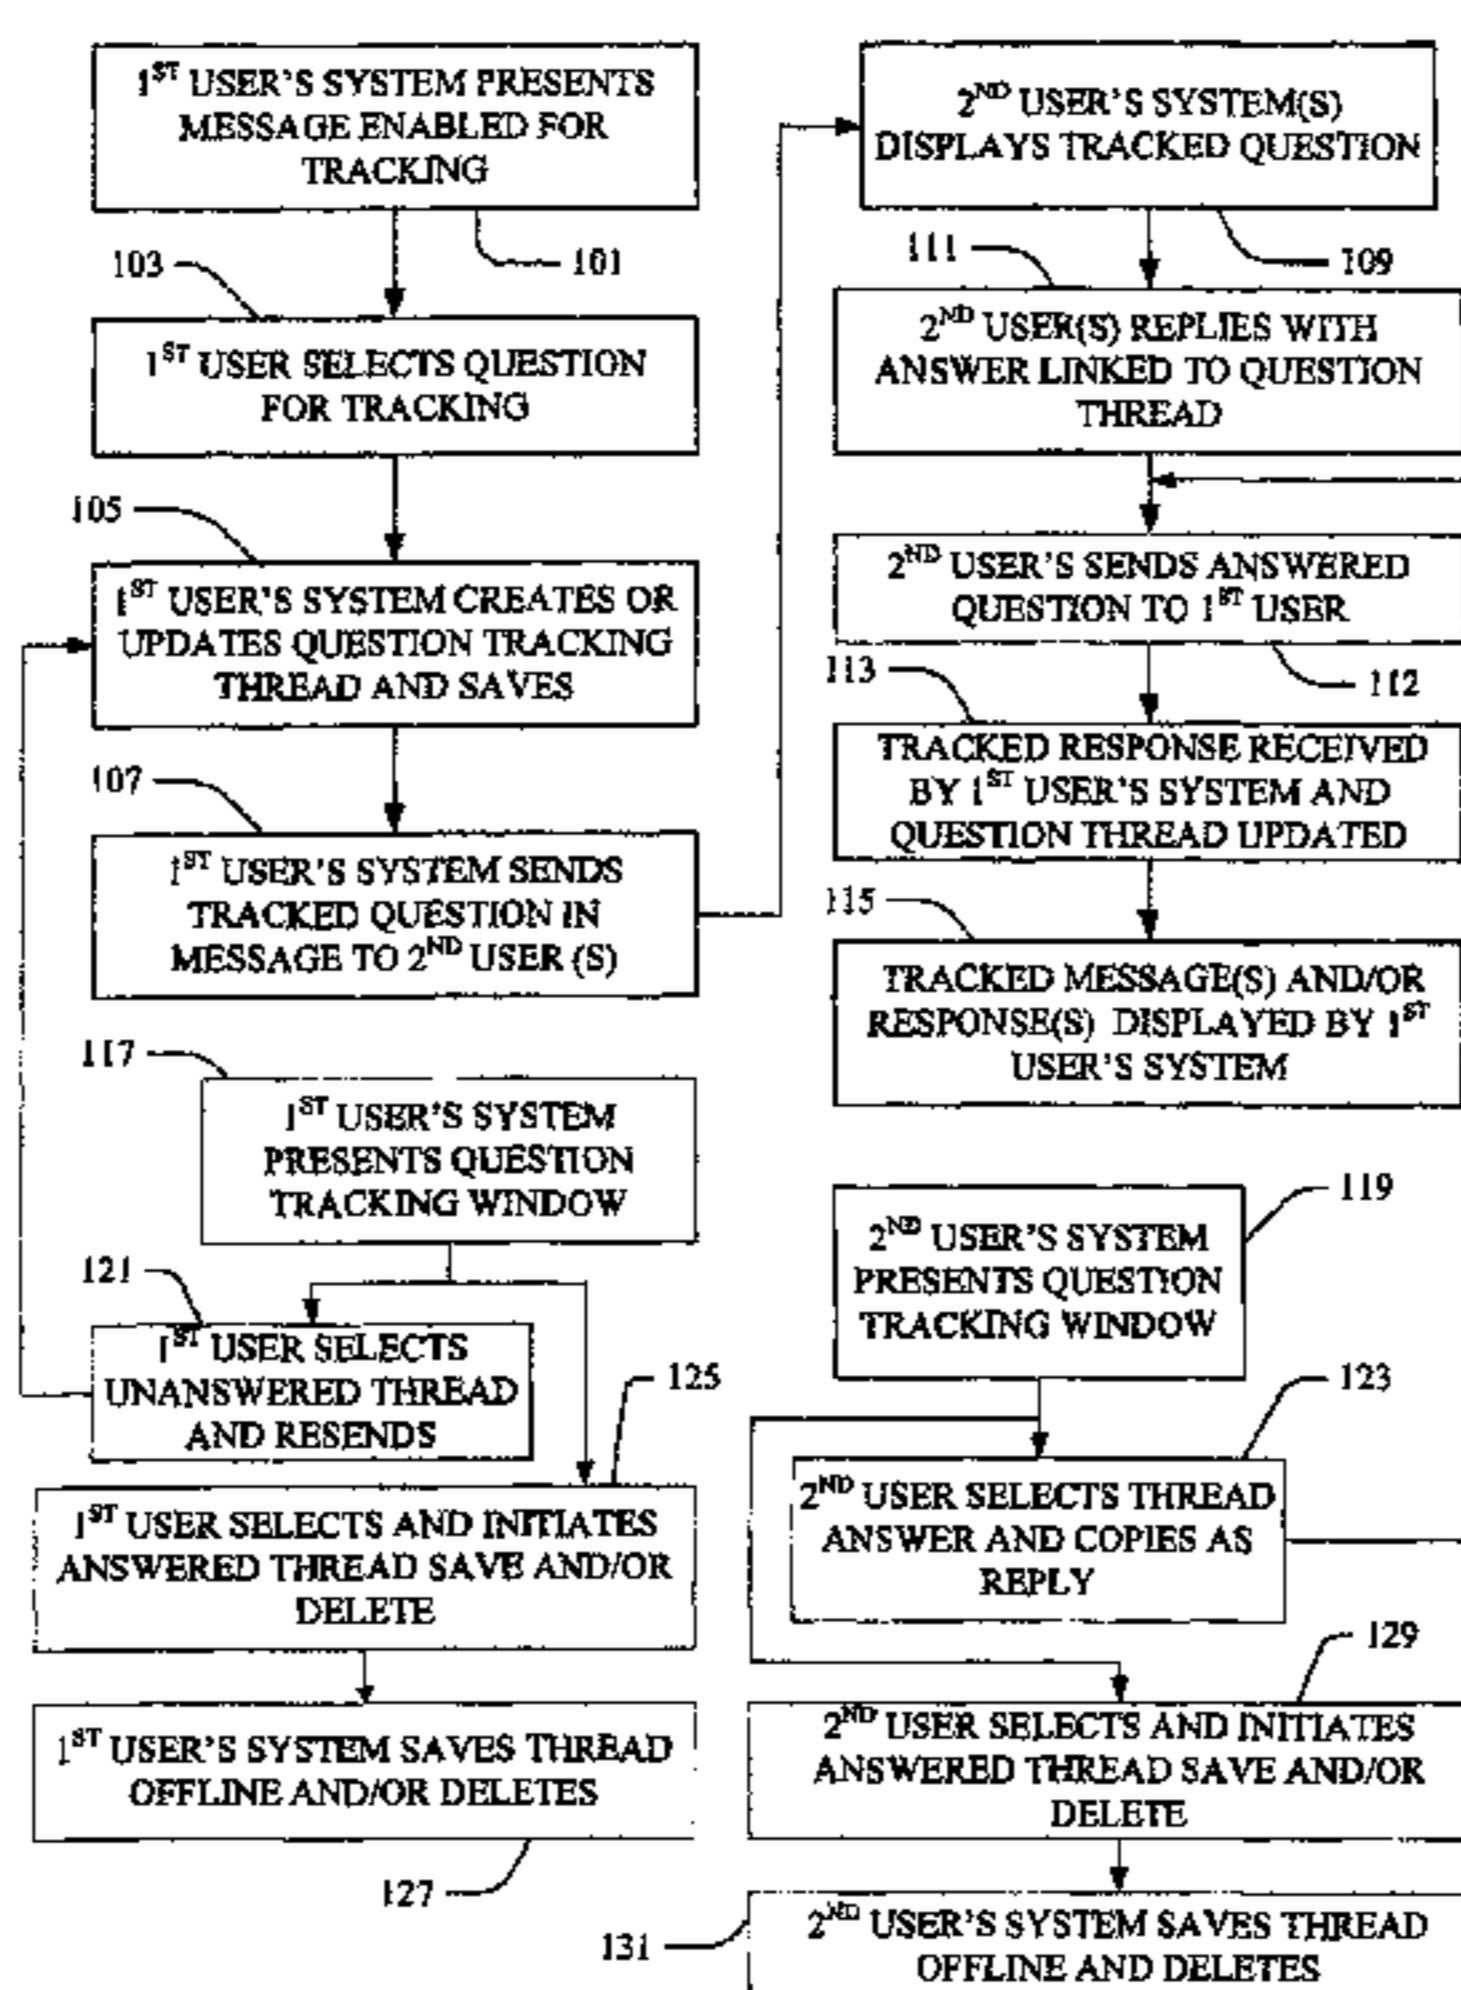 1ST USER'S SYSTEM PRESENTS
MESSAGE ENABLED FOR
TRACKING
101
103
1ST USER SELECTS QUESTION
FOR TRACKING
105
1ST USER'S SYSTEM CREATES OR
UPDATES QUESTION TRACKING
THREAD AND SAVES
107
1ST USER'S SYSTEM SENDS
TRACKED QUESTION IN
MESSAGE TO 2ND USER (S)
117
1ST USER'S SYSTEM
PRESENTS QUESTION
TRACKING WINDOW
121
1ST USER SELECTS
UNANSWERED THREAD
AND RESENDS
125
1ST USER SELECTS AND INITIATES
ANSWERED THREAD SAVE AND/OR
DELETE
1ST USER'S SYSTEM SAVES THREAD
OFFLINE AND/OR DELETES
127
2ND USER'S SYSTEM(S)
DISPLAYS TRACKED QUESTION
109
111
2ND USER(S) REPLIES WITH
ANSWER LINKED TO QUESTION
THREAD
2ND USER'S SENDS ANSWERED
QUESTION TO 1ST USER
112
113
TRACKED RESPONSE RECEIVED
BY 1ST USER'S SYSTEM AND
QUESTION THREAD UPDATED
115
TRACKED MESSAGE(S) AND/OR
RESPONSE(S) DISPLAYED BY 1ST
USER'S SYSTEM
119
2ND USER'S SYSTEM
PRESENTS QUESTION
TRACKING WINDOW
123
2ND USER SELECTS THREAD
ANSWER AND COPIES AS
REPLY
129
2ND USER SELECTS AND INITIATES
ANSWERED THREAD SAVE AND/OR
DELETE
131
2ND USER'S SYSTEM SAVES THREAD
OFFLINE AND DELETES